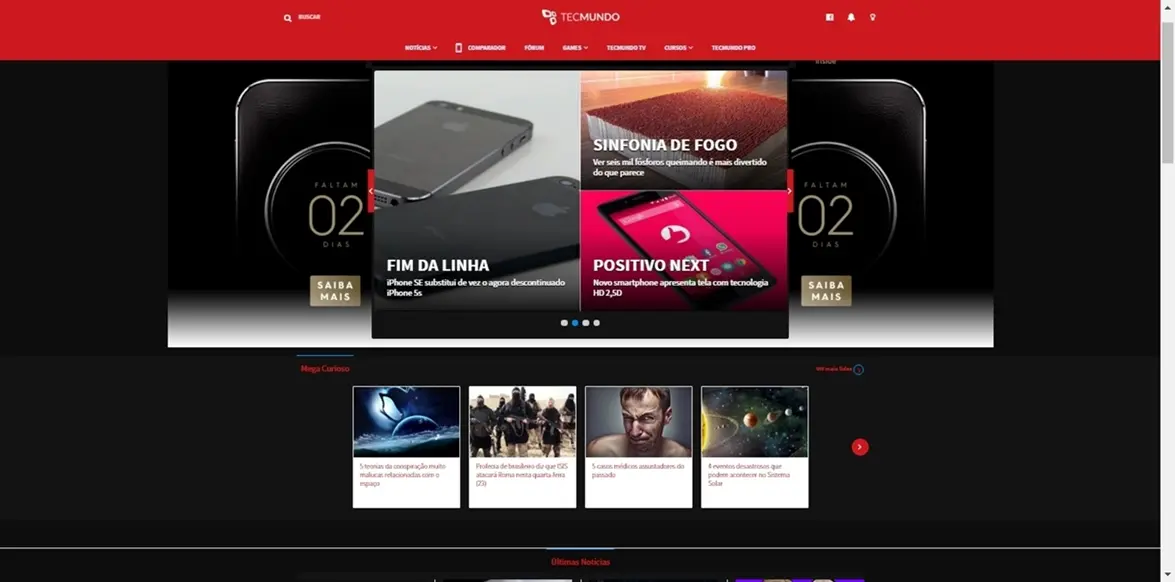 BUSCAR
TECMUNDO
NOTÍCIAS
COMPARADOR
FÓRUM
GAMES
TECMUNDO TV
CURSOS
TECMUNDO PRO
FALTAM
02
DIAS
SAIBA
MAIS
FIM DA LINHA
iPhone SE substitui de vez o agora descontinuado
iPhone 5s
SINFONIA DE FOGO
Ver seis mil fósforos queimando é mais divertido
do que parece
POSITIVO NEXT
Novo smartphone apresenta tela com tecnologia
HD 2,5D
inside
FALTAM
02
DIAS
SAIBA
MAIS
Mega Curioso
Ver mais
5 teorias da conspiração muito
malucas relacionadas com o
espaço
Profecia de brasileiro diz que ISIS
atacará Roma nesta quarta-feira
(23)
5 casos médicos assustadores do
passado
4 eventos desastrosos que
podem acontecer no Sistema
Solar
Últimas Notícias